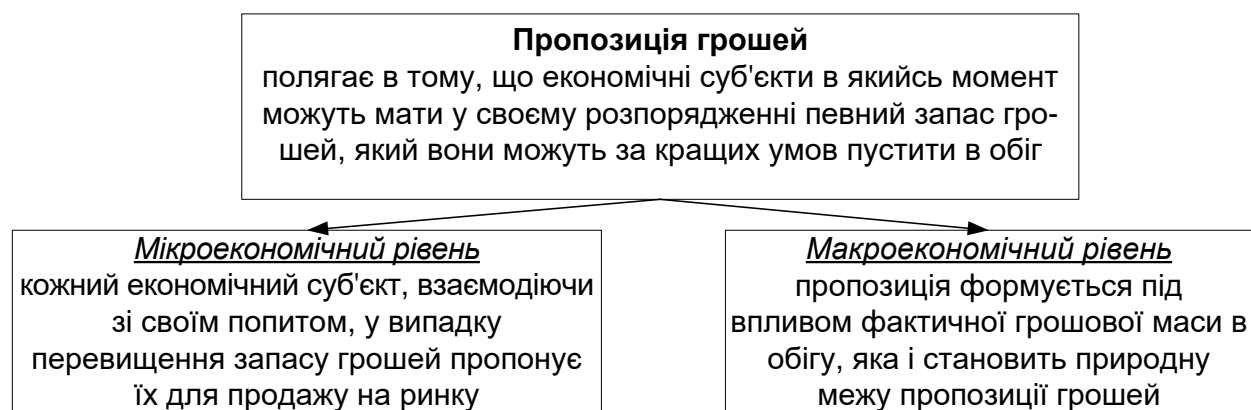 Пропозиція грошей
полягає в тому, що економічні суб'єкти в якийсь момент
можуть мати у своєму розпорядженні певний запас гро-
шей, який вони можуть за кращих умов пустити в обіг
Мікроекономічний рівень
кожний економічний суб'єкт, взаємодіючи
зі своїм попитом, у випадку
перевищення запасу грошей пропонує
їх для продажу на ринку
Макроекономічний рівень
пропозиція формується під
впливом фактичної грошової маси в
обігу, яка і становить природну
межу пропозиції грошей